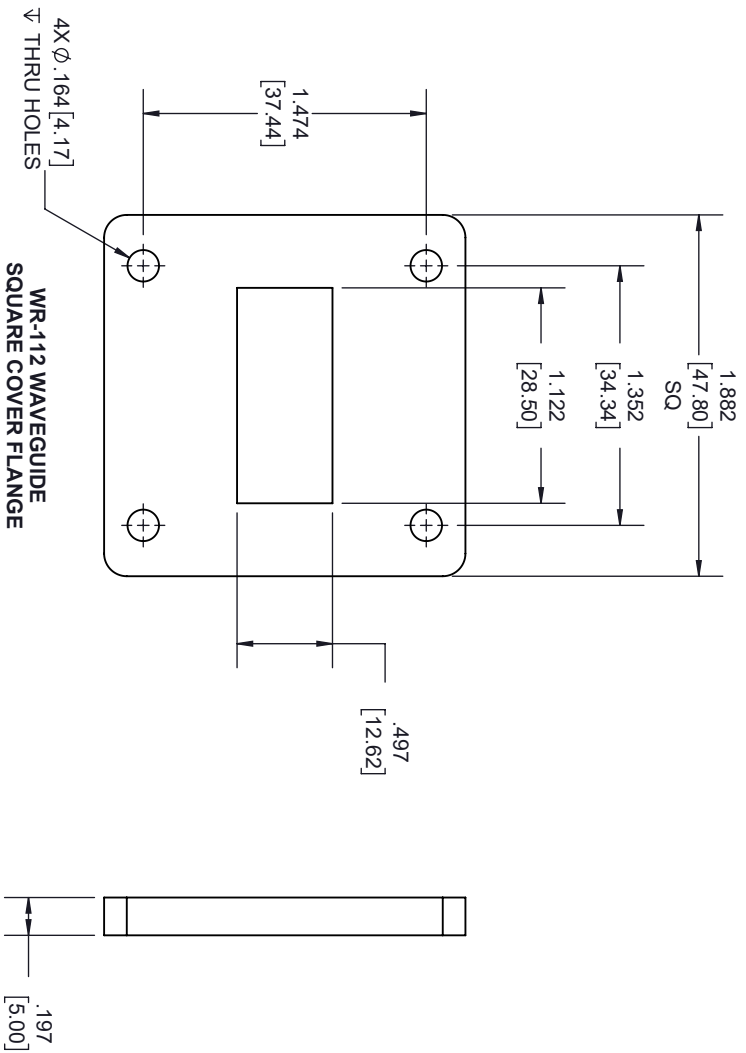 1.882
[47.80]
SQ
1.352
[34.34]
1.122
[28.50]
1.474
[37.44]
.497
[12.62]
4X Ø.164[4.17]
↧ THRU HOLES
.197
[5.00]
WR-112 WAVEGUIDE
SQUARE COVER FLANGE